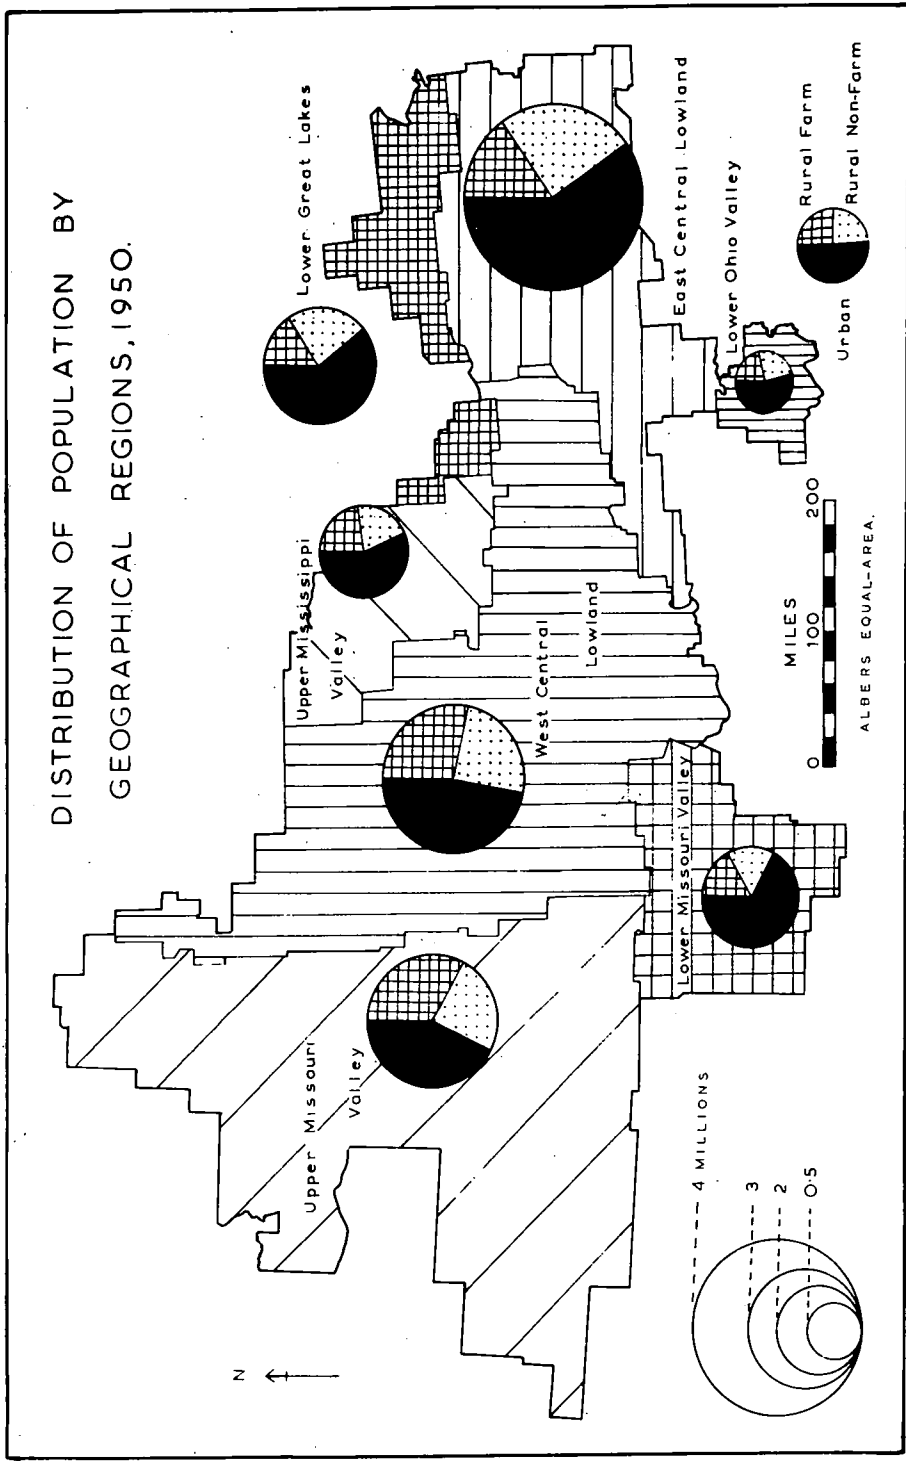 DISTRIBUTION OF POPULATION BY
GEOGRAPHICAL REGIONS, 1950.
Lower Great Lakes
Upper Mississippi
Valley
Upper Missouri
Valley
West Central
Lowland
East Central Lowland
Lower Missouri Valley
Lower Ohio Valley
N
4 MILLIONS
3
2
0·5
MILES
0 100 200
ALBERS EQUAL-AREA.
Urban
Rural Farm
Rural Non-Farm